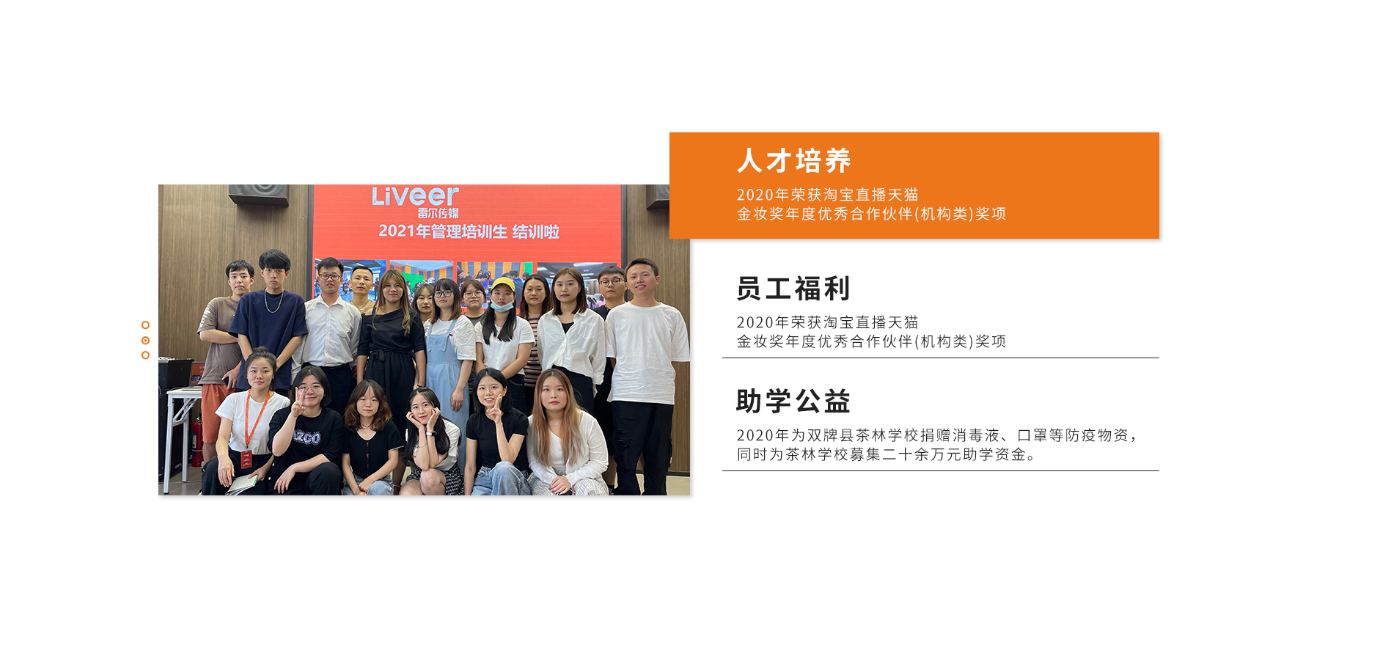 Liveer
雷尔传媒
2021年管理培训生 结训啦
AZCO
人才培养
2020年荣获淘宝直播天猫
金妆奖年度优秀合作伙伴(机构类)奖项
员工福利
2020年荣获淘宝直播天猫
金妆奖年度优秀合作伙伴(机构类)奖项
助学公益
2020年为双牌县茶林学校捐赠消毒液、口罩等防疫物资，
同时为茶林学校募集二十余万元助学资金。